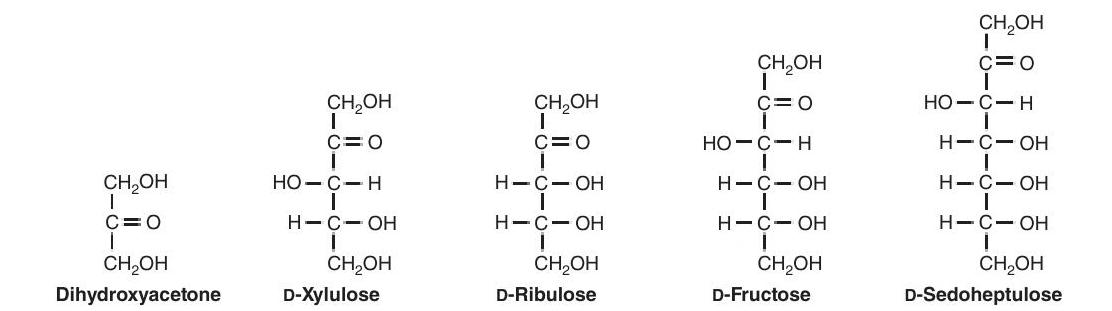 CH₂OH
C=O
CH₂OH
Dihydroxyacetone
CH₂OH
C=O
HO—C—H
H—C—OH
CH₂OH
D-Xylulose
CH₂OH
C=O
H—C—OH
H—C—OH
CH₂OH
D-Ribulose
CH₂OH
C=O
HO—C—H
H—C—OH
H—C—OH
CH₂OH
D-Fructose
CH₂OH
C=O
HO—C—H
H—C—OH
H—C—OH
H—C—OH
CH₂OH
D-Sedoheptulose